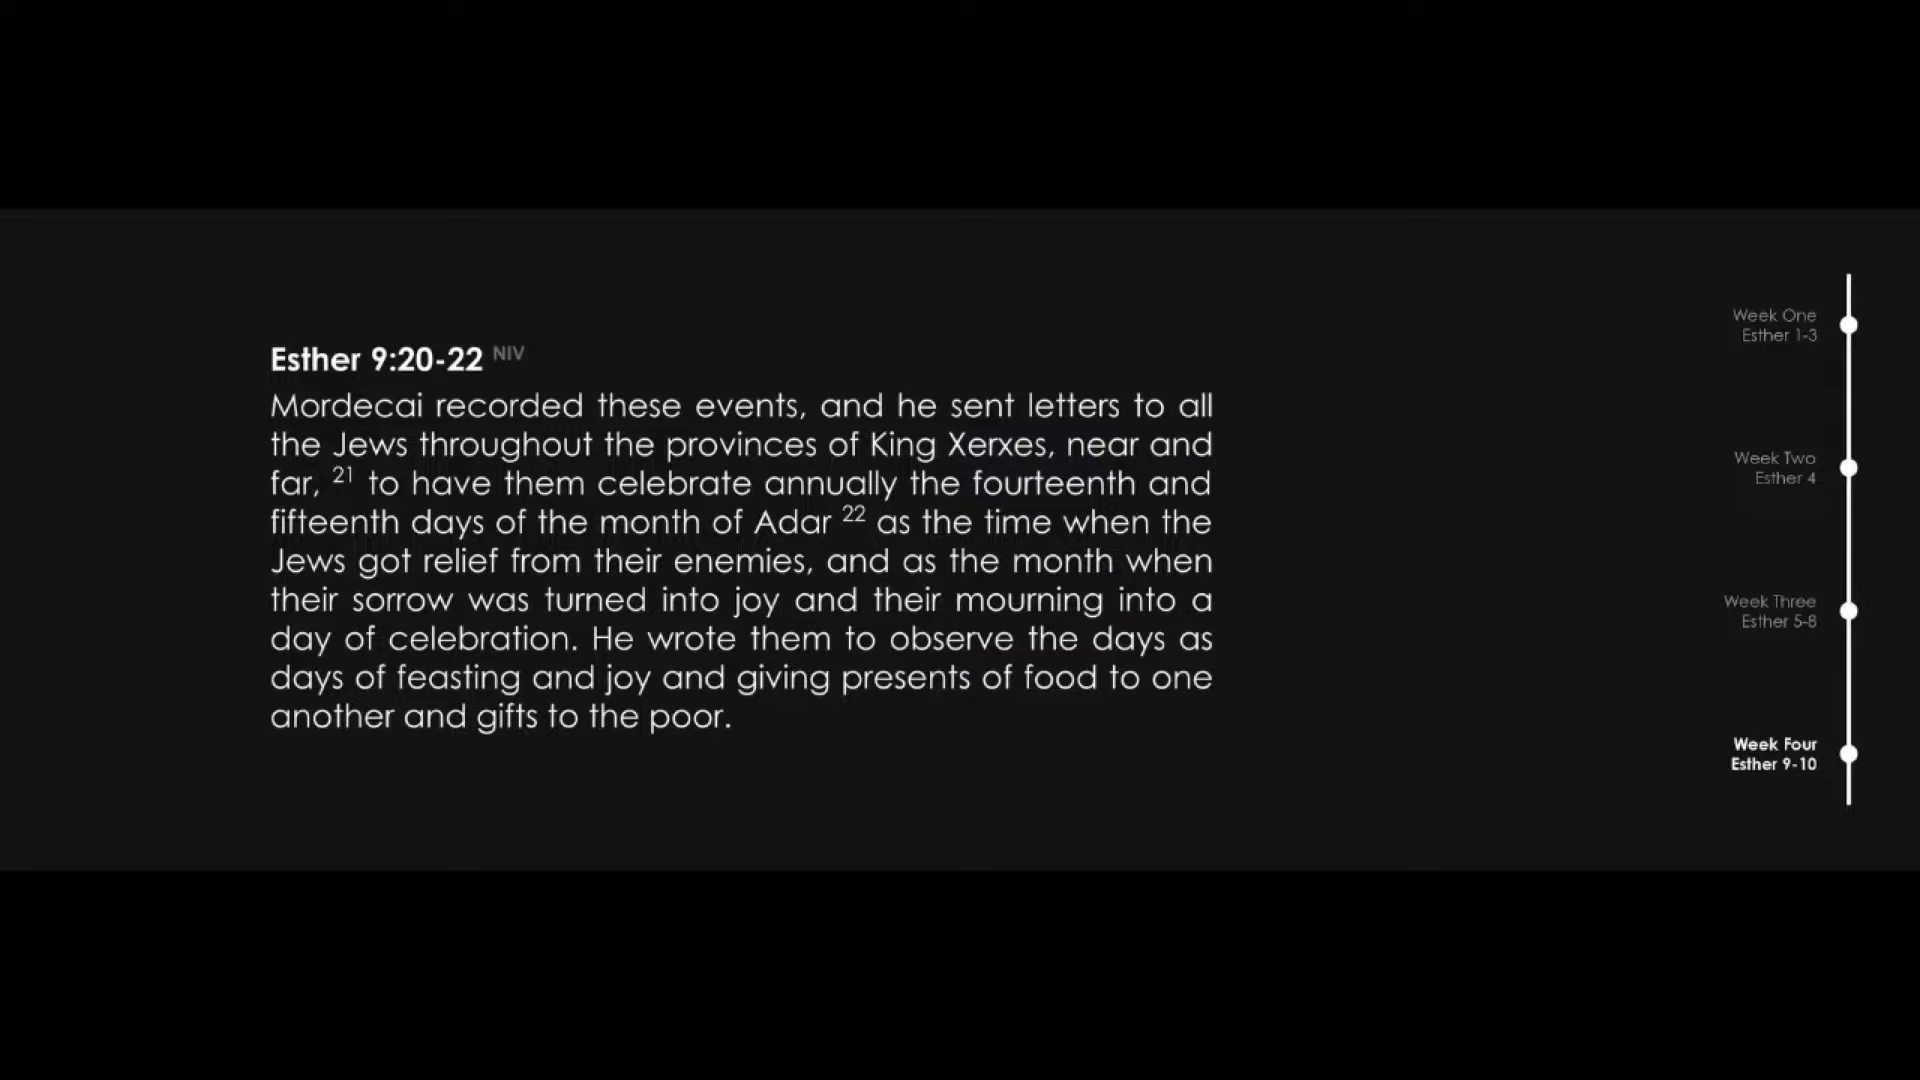 Esther 9:20-22 NIV
Mordecai recorded these events, and he sent letters to all
the Jews throughout the provinces of King Xerxes, near and
far, 21 to have them celebrate annually the fourteenth and
fifteenth days of the month of Adar 22 as the time when the
Jews got relief from their enemies, and as the month when
their sorrow was turned into joy and their mourning into a
day of celebration. He wrote them to observe the days as
days of feasting and joy and giving presents of food to one
another and gifts to the poor.
Week One
Esther 1-3
Week Two
Esther 4
Week Three
Esther 5-8
Week Four
Esther 9-10